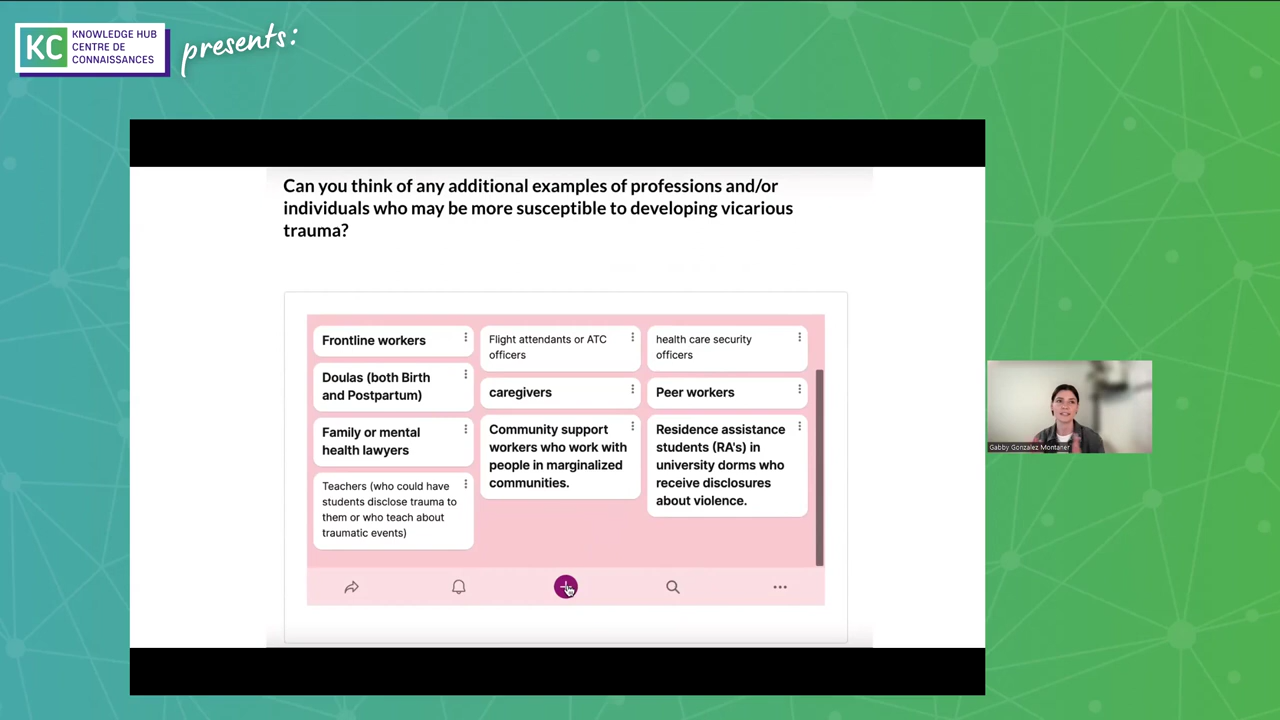 KC
KNOWLEDGE HUB
CENTRE DE
CONNAISSANCES
presents:
Can you think of any additional examples of professions and/or
individuals who may be more susceptible to developing vicarious
trauma?
Frontline workers
Doulas (both Birth
and Postpartum)
Family or mental
health lawyers
Teachers (who could have
students disclose trauma to
them or who teach about
traumatic events)
Flight attendants or ATC
officers
caregivers
Community support
workers who work with
people in marginalized
communities.
health care security
officers
Peer workers
Residence assistance
students (RA's) in
university dorms who
receive disclosures
about violence.
Gabby Gonzalez Montaner